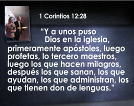 1 Corintios 12:28
"Y a unos puso
Dios en la iglesia,
primeramente apóstoles, luego
profetas, lo tercero maestros,
luego los que hacen milagros,
después los que sanan, los que
ayudan, los que administran, los
que tienen don de lenguas."